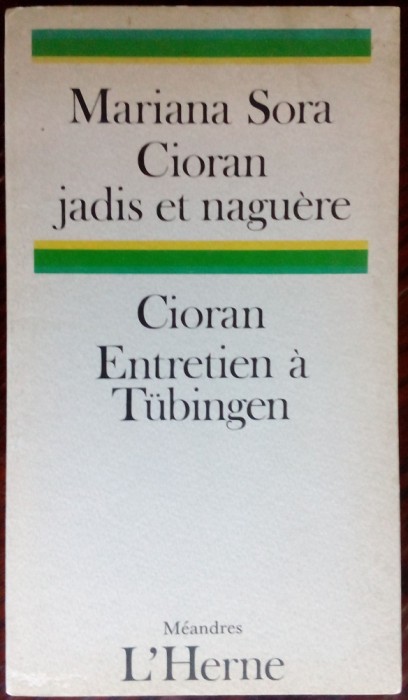 Mariana Sora
Cioran
jadis et naguère
Cioran
Entretien à
Tübingen
Méandres
L'Herne